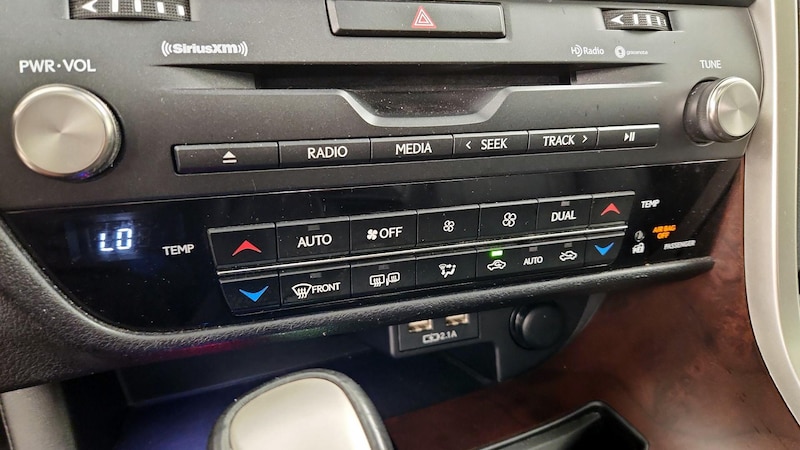 SiriusXM
HD Radio
gracenote
PWR·VOL
TUNE
RADIO
MEDIA
< SEEK
TRACK >
LO
TEMP
AUTO
OFF
DUAL
TEMP
AIR BAG
OFF
PASSENGER
FRONT
AUTO
2.1A